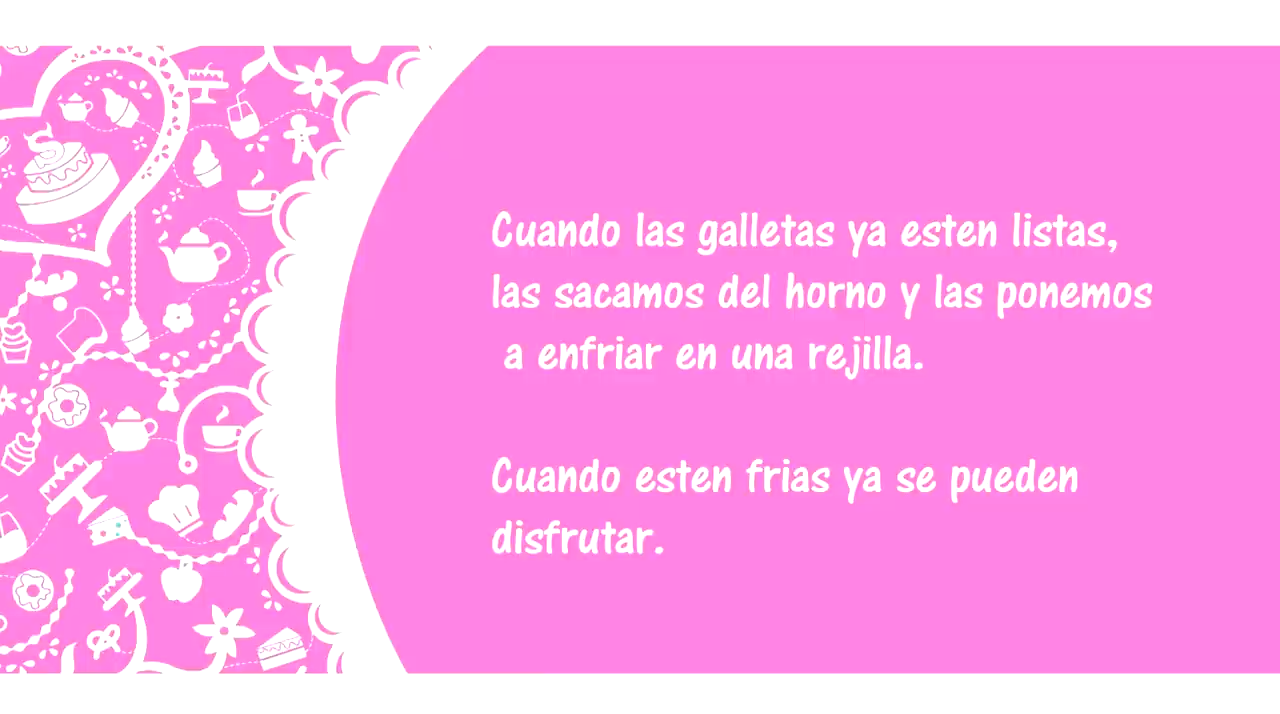 Cuando las galletas ya esten listas,
las sacamos del horno y las ponemos
a enfriar en una rejilla.
Cuando esten frias ya se pueden
disfrutar.